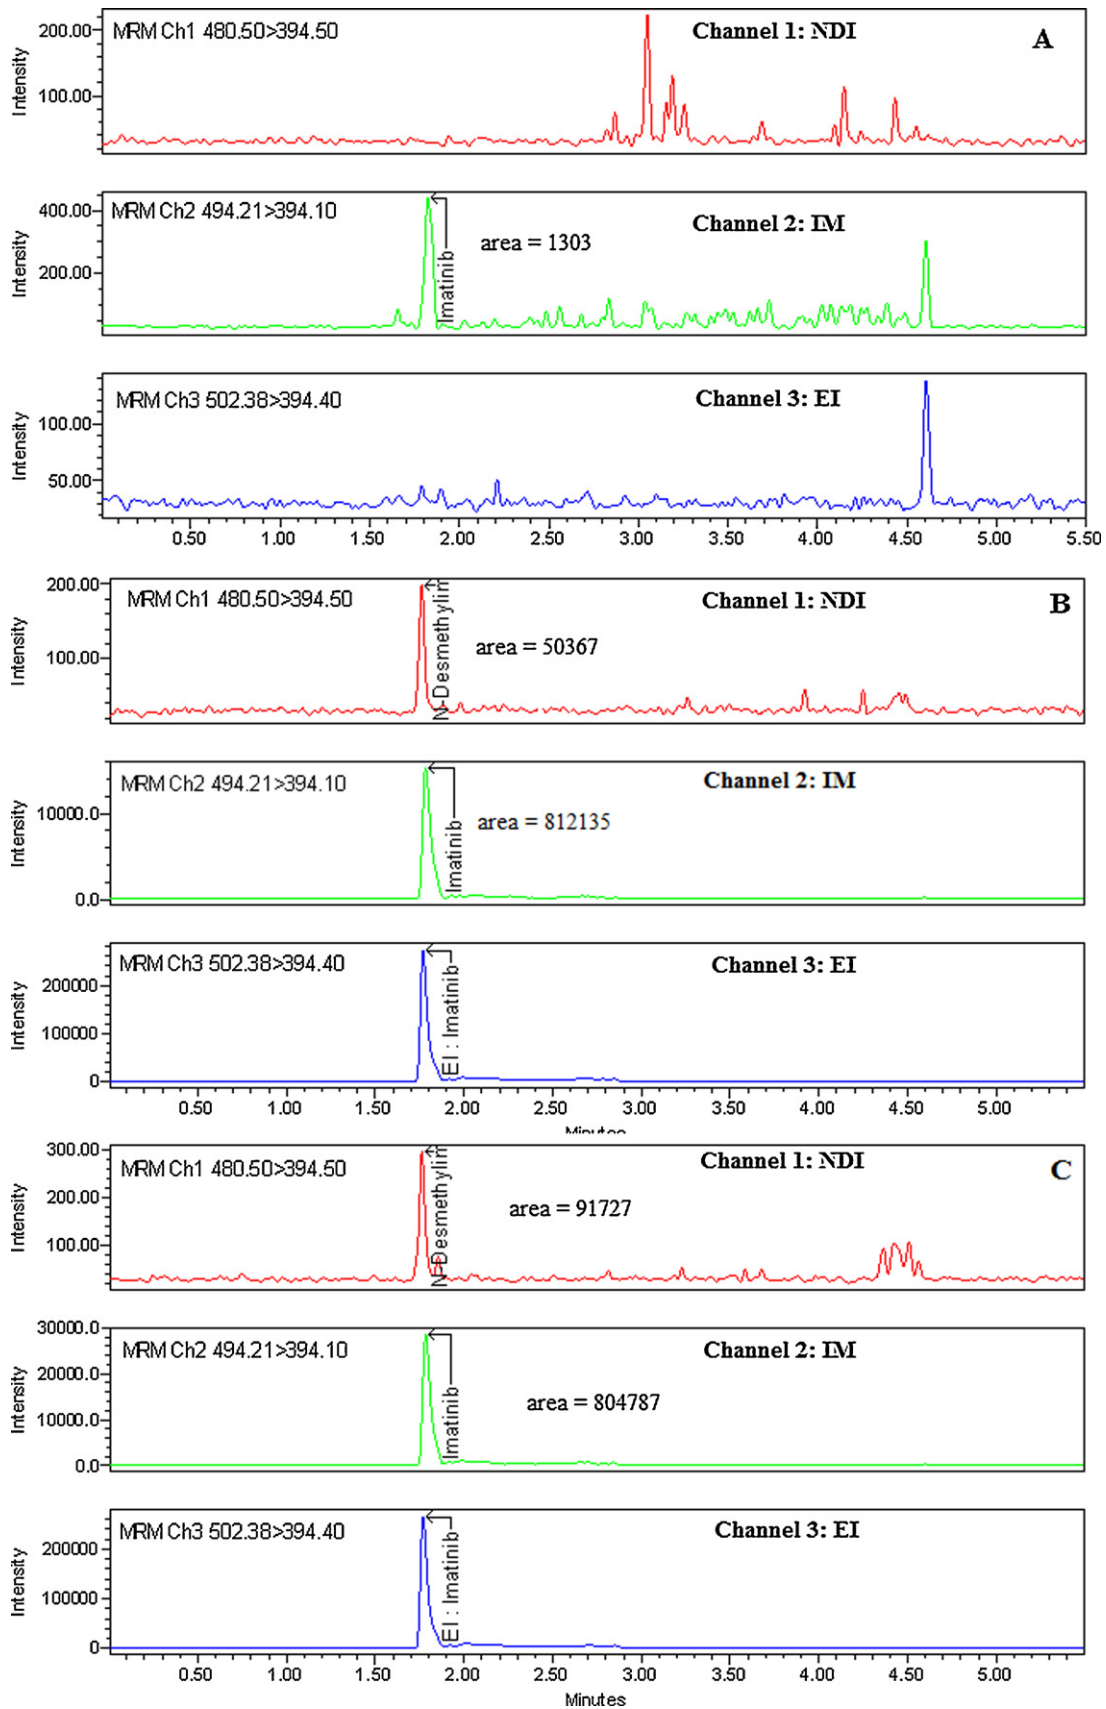 MRM Ch1 480.50>394.50
Channel 1: NDI
A
200.00
100.00
Intensity
MRM Ch2 494.21>394.10
Channel 2: IM
400.00
200.00
Intensity
Imatinib
area = 1303
MRM Ch3 502.38>394.40
Channel 3: EI
100.00
50.00
Intensity
0.50 1.00 1.50 2.00 2.50 3.00 3.50 4.00 4.50 5.00 5.50
MRM Ch1 480.50>394.50
Channel 1: NDI
B
200.00
100.00
Intensity
N-Desmethylim
area = 50367
MRM Ch2 494.21>394.10
Channel 2: IM
10000.0
0.0
Intensity
Imatinib
area = 812135
MRM Ch3 502.38>394.40
Channel 3: EI
200000
100000
0
Intensity
EI : Imatinib
0.50 1.00 1.50 2.00 2.50 3.00 3.50 4.00 4.50 5.00
Minutes
MRM Ch1 480.50>394.50
Channel 1: NDI
C
300.00
200.00
100.00
Intensity
N-Desmethylim
area = 91727
MRM Ch2 494.21>394.10
Channel 2: IM
30000.0
20000.0
10000.0
0.0
Intensity
Imatinib
area = 804787
MRM Ch3 502.38>394.40
Channel 3: EI
200000
100000
0
Intensity
EI : Imatinib
0.50 1.00 1.50 2.00 2.50 3.00 3.50 4.00 4.50 5.00
Minutes